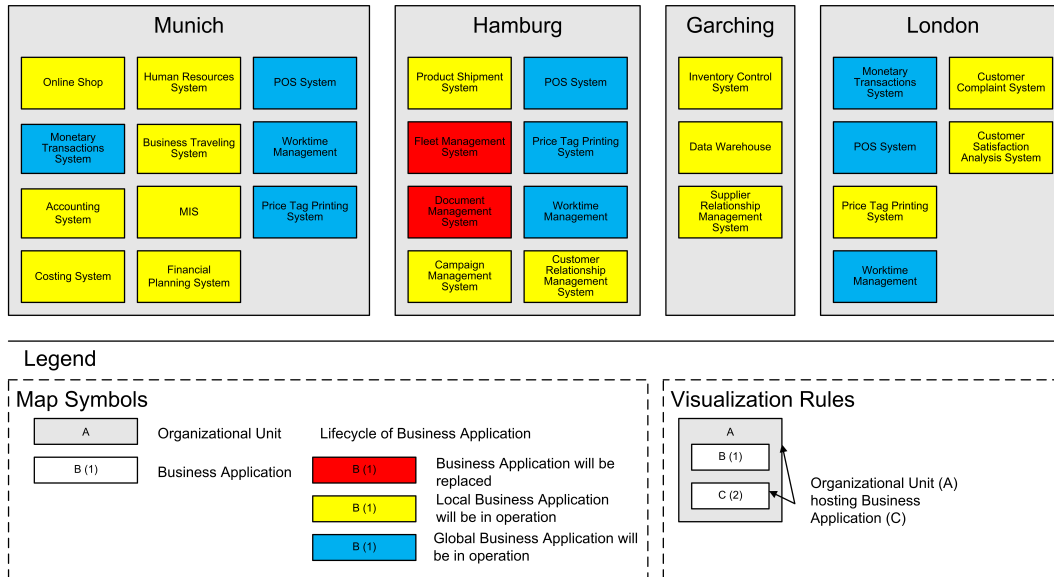 Munich
Online Shop
Human Resources
System
POS System
Monetary
Transactions
System
Business Traveling
System
Worktime
Management
Accounting
System
MIS
Price Tag Printing
System
Costing System
Financial
Planning System
Hamburg
Product Shipment
System
POS System
Fleet Management
System
Price Tag Printing
System
Document
Management
System
Worktime
Management
Campaign
Management
System
Customer
Relationship
Management
System
Garching
Inventory Control
System
Data Warehouse
Supplier
Relationship
Management
System
London
Monetary
Transactions
System
Customer
Complaint System
POS System
Customer
Satisfaction
Analysis System
Price Tag Printing
System
Worktime
Management
Legend
Map Symbols
A
Organizational Unit
B (1)
Business Application
Lifecycle of Business Application
B (1)
Business Application will be
replaced
B (1)
Local Business Application
will be in operation
B (1)
Global Business Application will
be in operation
Visualization Rules
A
B (1)
C (2)
Organizational Unit (A)
hosting Business
Application (C)